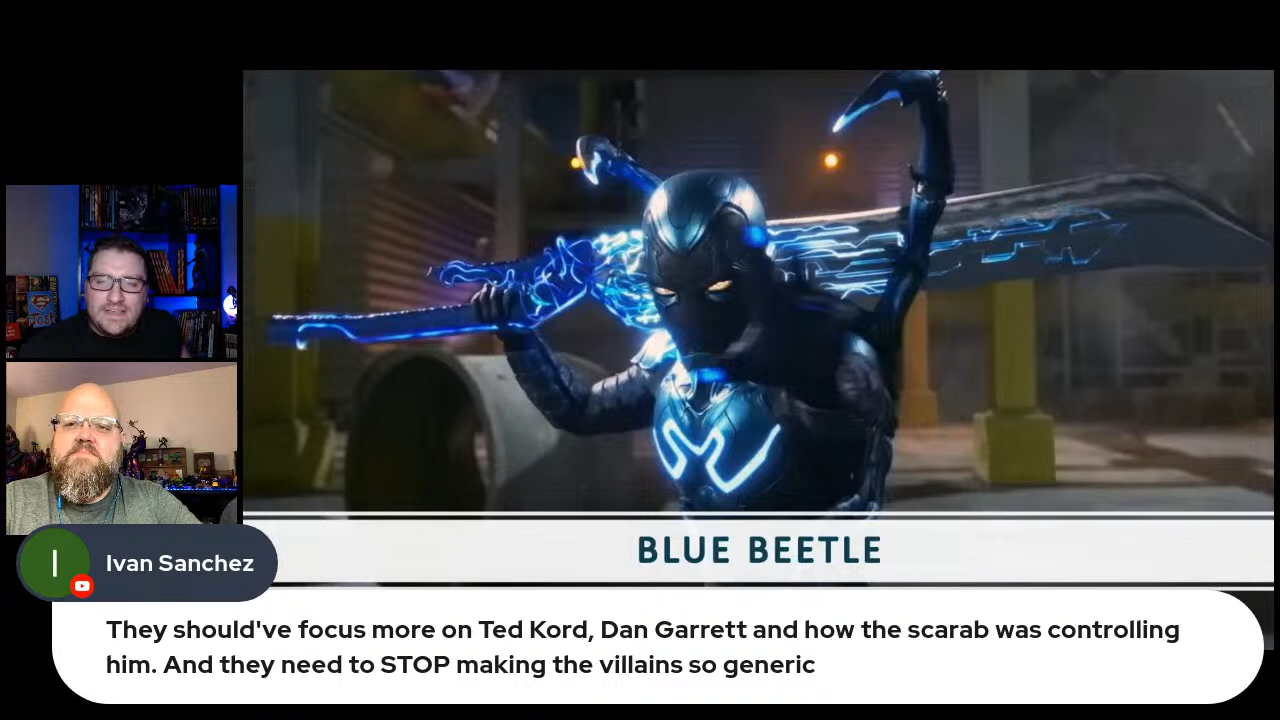 BLUE BEETLE
I
Ivan Sanchez
They should've focus more on Ted Kord, Dan Garrett and how the scarab was controlling
him. And they need to STOP making the villains so generic